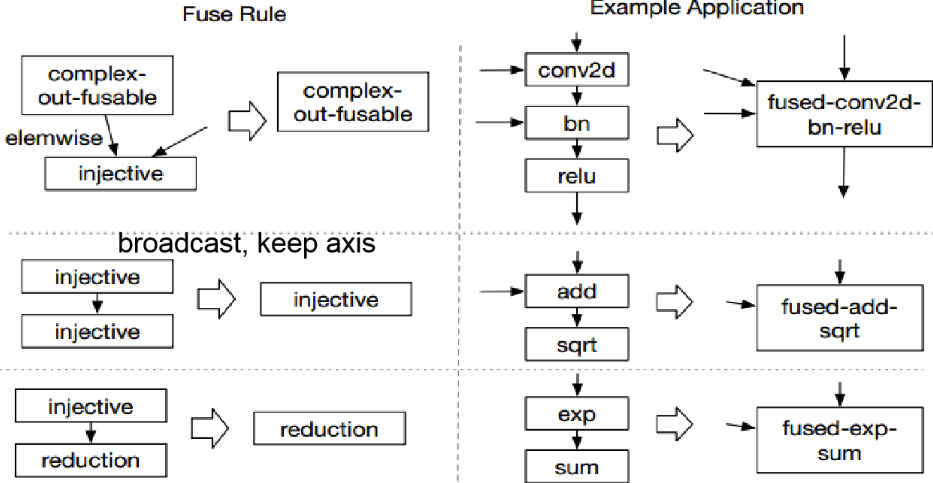 Fuse Rule
Example Application
complex-
out-fusable
elemwise
injective
complex-
out-fusable
conv2d
bn
relu
fused-conv2d-
bn-relu
broadcast, keep axis
injective
injective
injective
add
sqrt
fused-add-
sqrt
injective
reduction
reduction
exp
sum
fused-exp-
sum